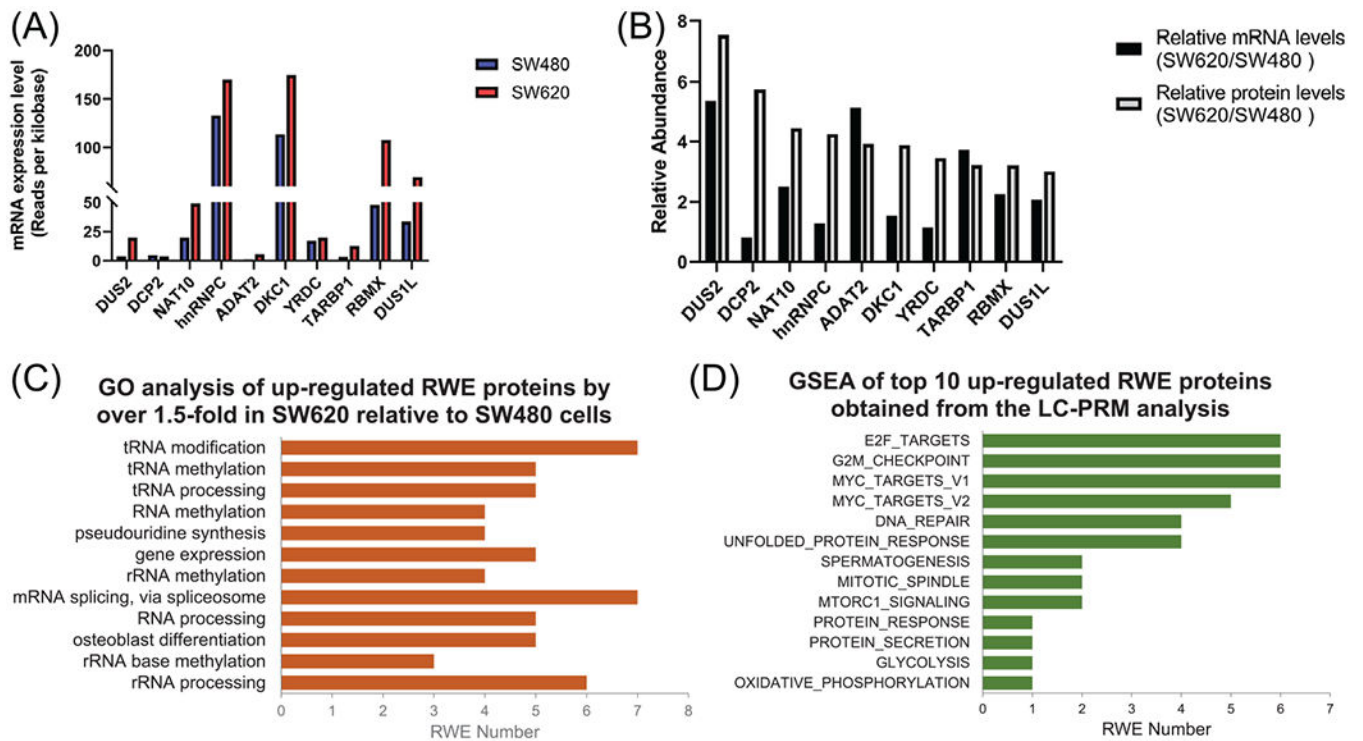 (A)
mRNA expression level
(Reads per kilobase)
200
150
100
50
25
0
SW480
SW620
DUS2
DCP2
NAT10
hnRNPC
ADAT2
DKC1
YRDC
TARBP1
RBMX
DUS1L
(B)
Relative Abundance
8
6
4
2
0
Relative mRNA levels
(SW620/SW480 )
Relative protein levels
(SW620/SW480 )
DUS2
DCP2
NAT10
hnRNPC
ADAT2
DKC1
YRDC
TARBP1
RBMX
DUS1L
(C)
GO analysis of up-regulated RWE proteins by
over 1.5-fold in SW620 relative to SW480 cells
tRNA modification
tRNA methylation
tRNA processing
RNA methylation
pseudouridine synthesis
gene expression
rRNA methylation
mRNA splicing, via spliceosome
RNA processing
osteoblast differentiation
rRNA base methylation
rRNA processing
0 1 2 3 4 5 6 7 8
RWE Number
(D)
GSEA of top 10 up-regulated RWE proteins
obtained from the LC-PRM analysis
E2F_TARGETS
G2M_CHECKPOINT
MYC_TARGETS_V1
MYC_TARGETS_V2
DNA_REPAIR
UNFOLDED_PROTEIN_RESPONSE
SPERMATOGENESIS
MITOTIC_SPINDLE
MTORC1_SIGNALING
PROTEIN_RESPONSE
PROTEIN_SECRETION
GLYCOLYSIS
OXIDATIVE_PHOSPHORYLATION
0 1 2 3 4 5 6 7
RWE Number